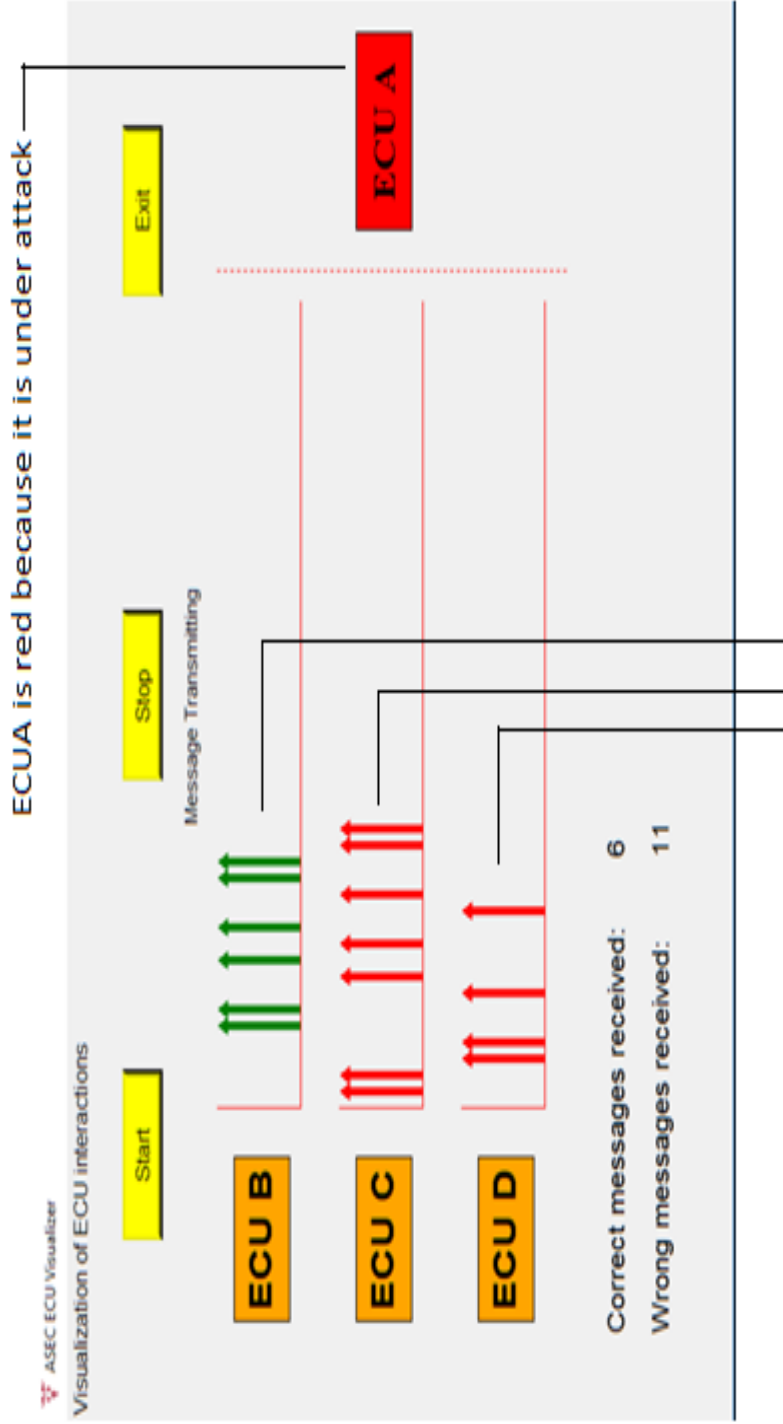 ECUA is red because it is under attack
ASEC ECU Visualizer
Visualization of ECU interactions
Start
Stop
Exit
Message Transmitting
ECU B
ECU C
ECU A
ECU D
Correct messages received: 6
Wrong messages received: 11